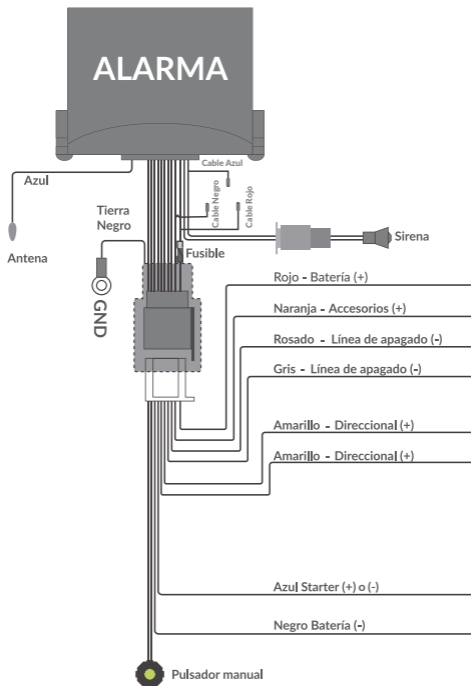 ALARMA
Cable Azul
Azul
Cable Negro
Cable Rojo
Tierra
Negro
Antena
Fusible
Sirena
GND
Rojo - Batería (+)
Naranja - Accesorios (+)
Rosado - Línea de apagado (-)
Gris - Línea de apagado (-)
Amarillo - Direccional (+)
Amarillo - Direccional (+)
Azul Starter (+) o (-)
Negro Batería (-)
Pulsador manual